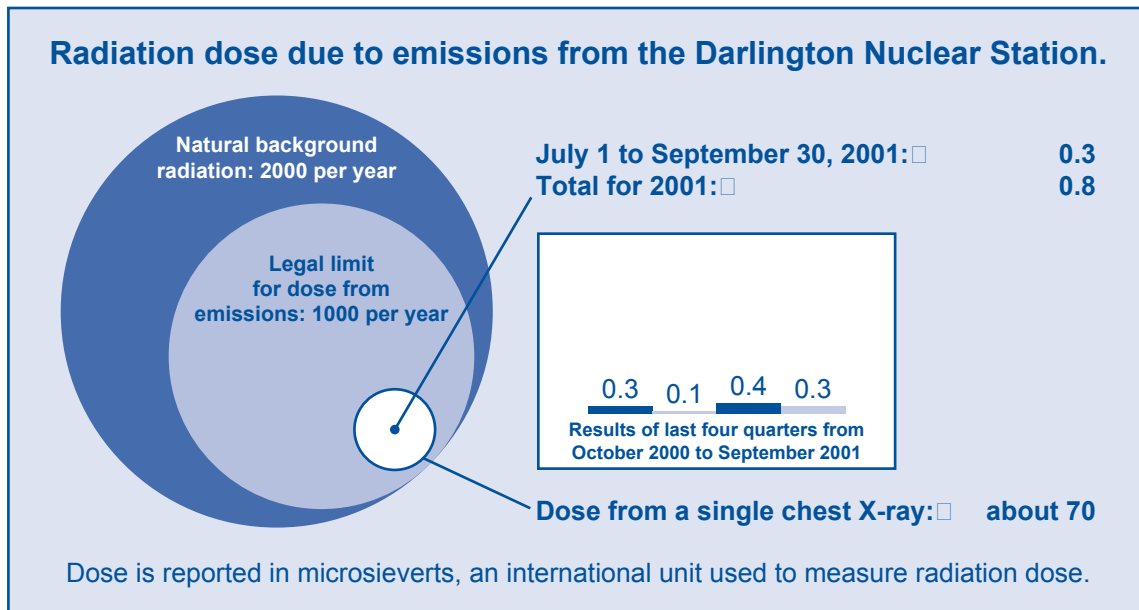 Radiation dose due to emissions from the Darlington Nuclear Station.
Natural background
radiation: 2000 per year
Legal limit
for dose from
emissions: 1000 per year
July 1 to September 30, 2001:□ 0.3
Total for 2001:□ 0.8
0.3 0.1 0.4 0.3
Results of last four quarters from
October 2000 to September 2001
Dose from a single chest X-ray:□ about 70
Dose is reported in microsieverts, an international unit used to measure radiation dose.